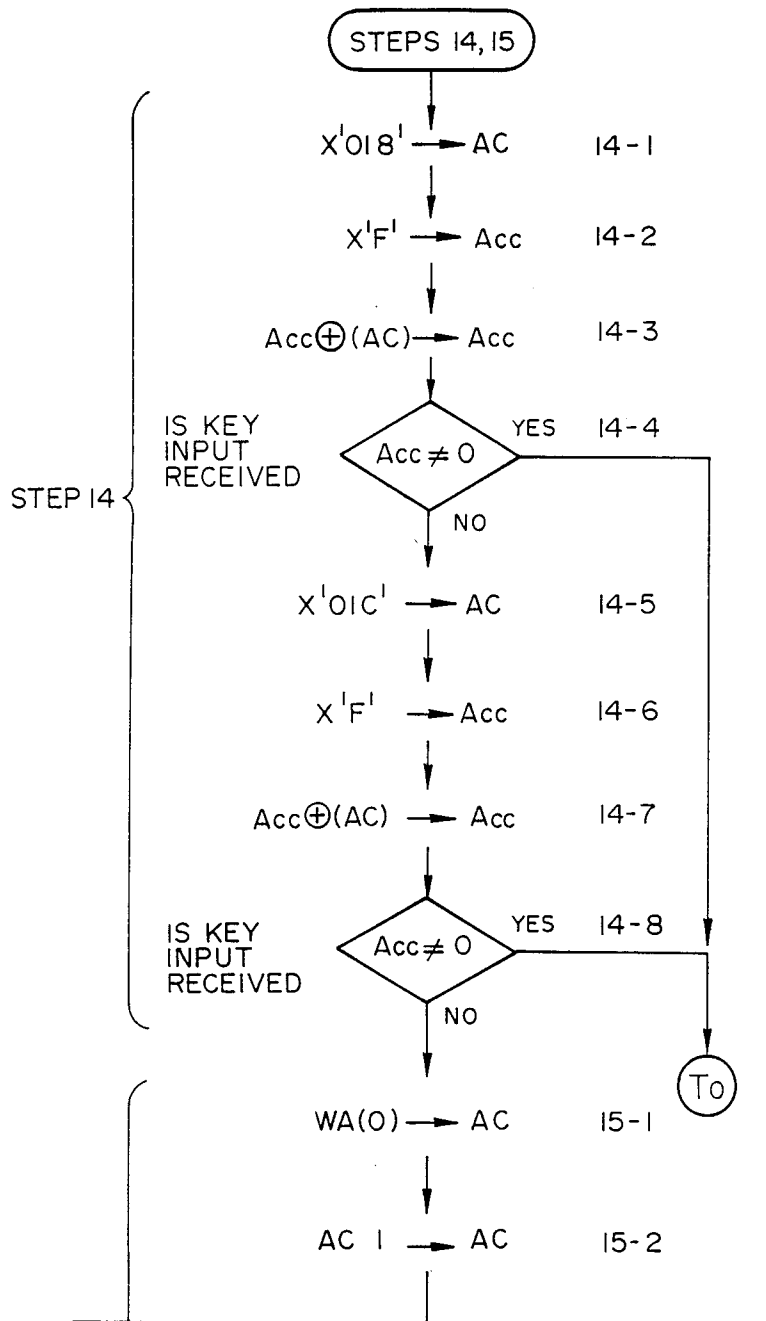 STEPS 14, 15
X'018' → AC 14-1
X'F' → Acc 14-2
Acc⊕(AC) → Acc 14-3
IS KEY
INPUT
RECEIVED
Acc ≠ 0
YES 14-4
STEP 14
NO
X'01C' → AC 14-5
X'F' → Acc 14-6
Acc⊕(AC) → Acc 14-7
IS KEY
INPUT
RECEIVED
Acc ≠ 0
YES 14-8
NO
To
WA(0) → AC 15-1
AC 1 → AC 15-2